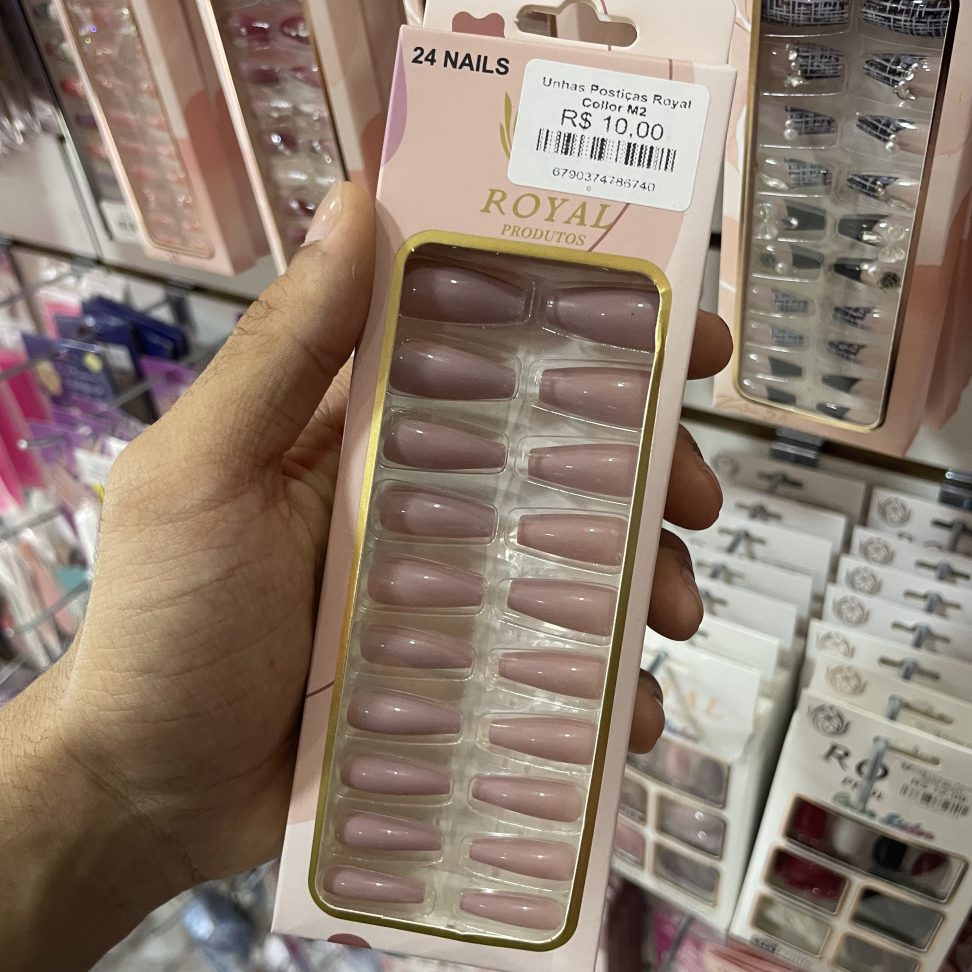 24 NAILS
Unhas Postiças Royal
Collor M2
R$ 10,00
6790374786740
ROYAL
PRODUTOS